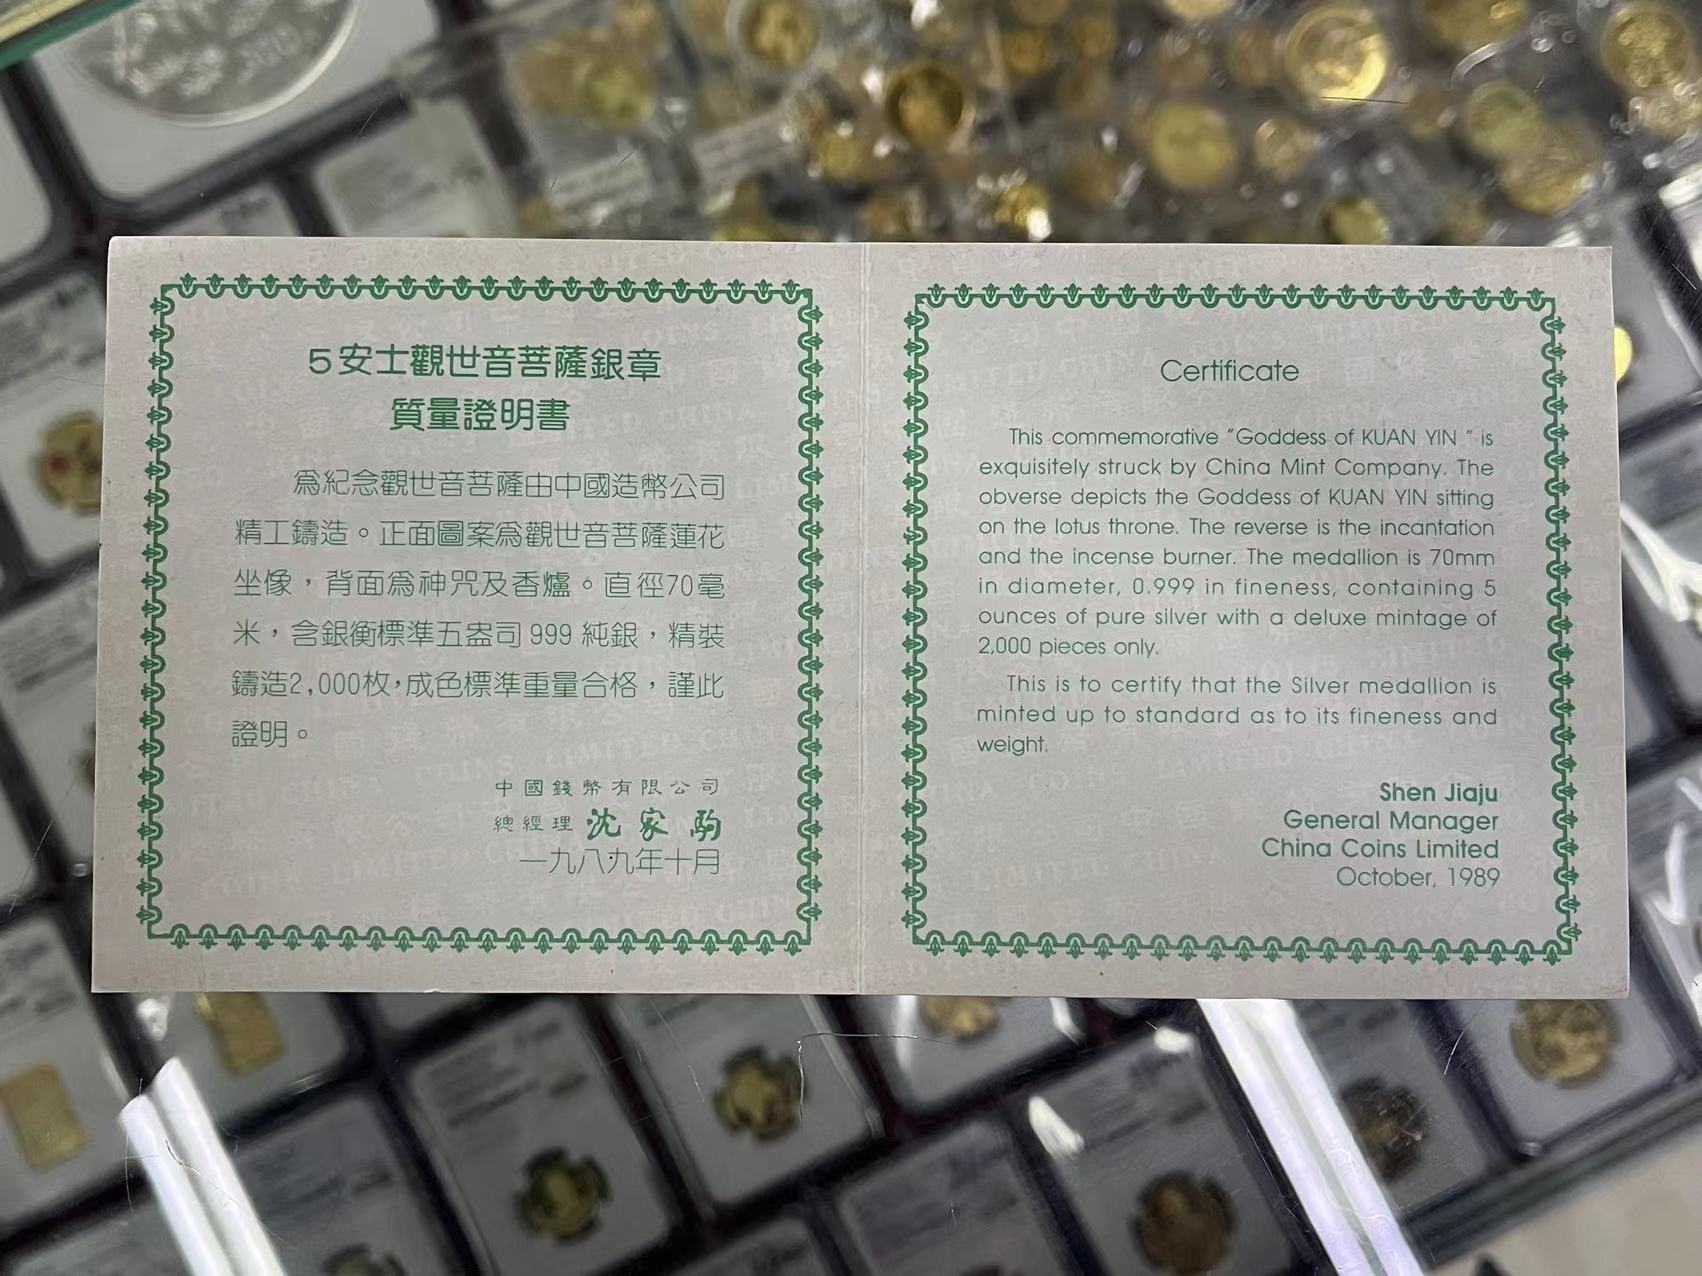 5安士觀世音菩薩銀章
質量證明書
為紀念觀世音菩薩由中國造幣公司
精工鑄造。正面圖案為觀世音菩薩蓮花
坐像，背面為神咒及香爐。直徑70毫
米，含銀衡標準五盎司999純銀，精裝
鑄造2,000枚，成色標準重量合格，謹此
證明。
中國錢幣有限公司
總經理 沈家駒
一九八九年十月
Certificate
This commemorative "Goddess of KUAN YIN " is
exquisitely struck by China Mint Company. The
obverse depicts the Goddess of KUAN YIN sitting
on the lotus throne. The reverse is the incantation
and the incense burner. The medallion is 70mm
in diameter, 0.999 in fineness, containing 5
ounces of pure silver with a deluxe mintage of
2,000 pieces only.
This is to certify that the Silver medallion is
minted up to standard as to its fineness and
weight.
Shen Jiaju
General Manager
China Coins Limited
October, 1989